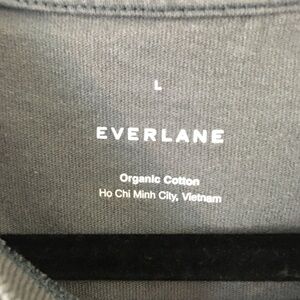 L
EVERLANE
Organic Cotton
Ho Chi Minh City, Vietnam